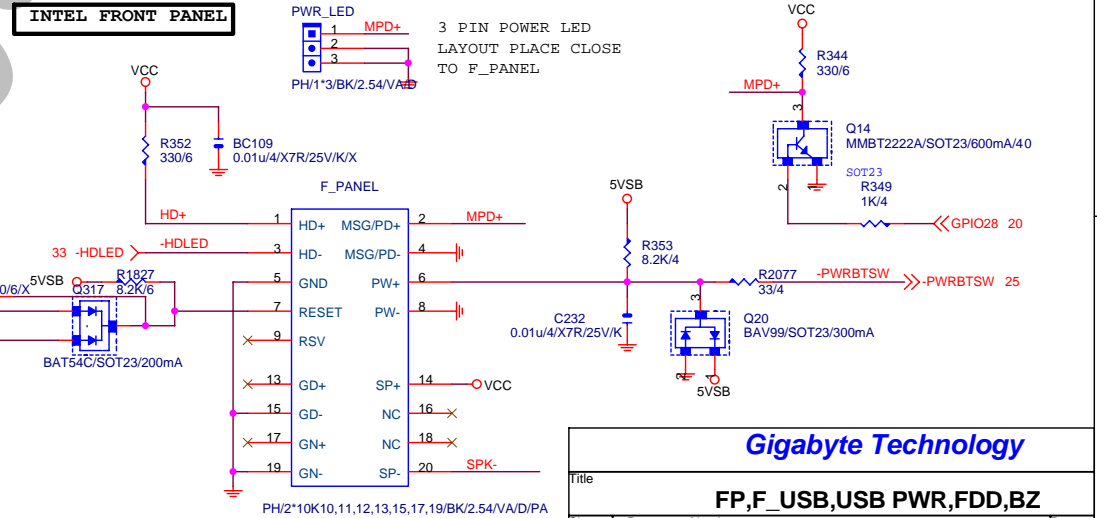 INTEL FRONT PANEL
PWR_LED
1
2
3
MPD+
PH/1*3/BK/2.54/VA/D
3 PIN POWER LED
LAYOUT PLACE CLOSE
TO F_PANEL
VCC
R352
330/6
BC109
0.01u/4/X7R/25V/K/X
VCC
R344
330/6
MPD+
3
Q14
MMBT2222A/SOT23/600mA/40
SOT23
2
1
R349
1K/4
GPIO28 20
F_PANEL
HD+
1 HD+ MSG/PD+ 2
MPD+
33 -HDLED
-HDLED
3 HD- MSG/PD- 4
5 GND PW+ 6
7 RESET PW- 8
9 RSV
13 GD+ SP+ 14
VCC
15 GD- NC 16
17 GN+ NC 18
19 GN- SP- 20
SPK-
PH/2*10K10,11,12,13,15,17,19/BK/2.54/VA/D/PA
5VSB
R1827
8.2K/6
0/6/X
Q317
BAT54C/SOT23/200mA
5VSB
R353
8.2K/4
C232
0.01u/4/X7R/25V/K
R2077
33/4
-PWRBTSW
-PWRBTSW 25
3
Q20
BAV99/SOT23/300mA
2
1
5VSB
Gigabyte Technology
Title
FP,F_USB,USB PWR,FDD,BZ